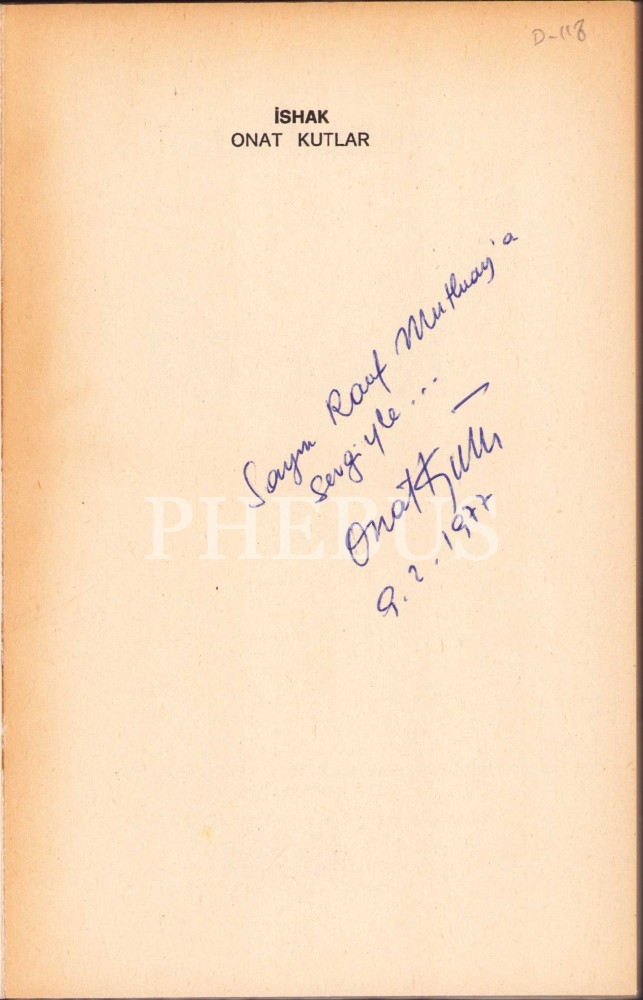 D-118
İSHAK
ONAT KUTLAR
Sayın Rauf Mutluay'a
Sevgiyle...
Onat Kutlar
9.2.1977
PHEBUS